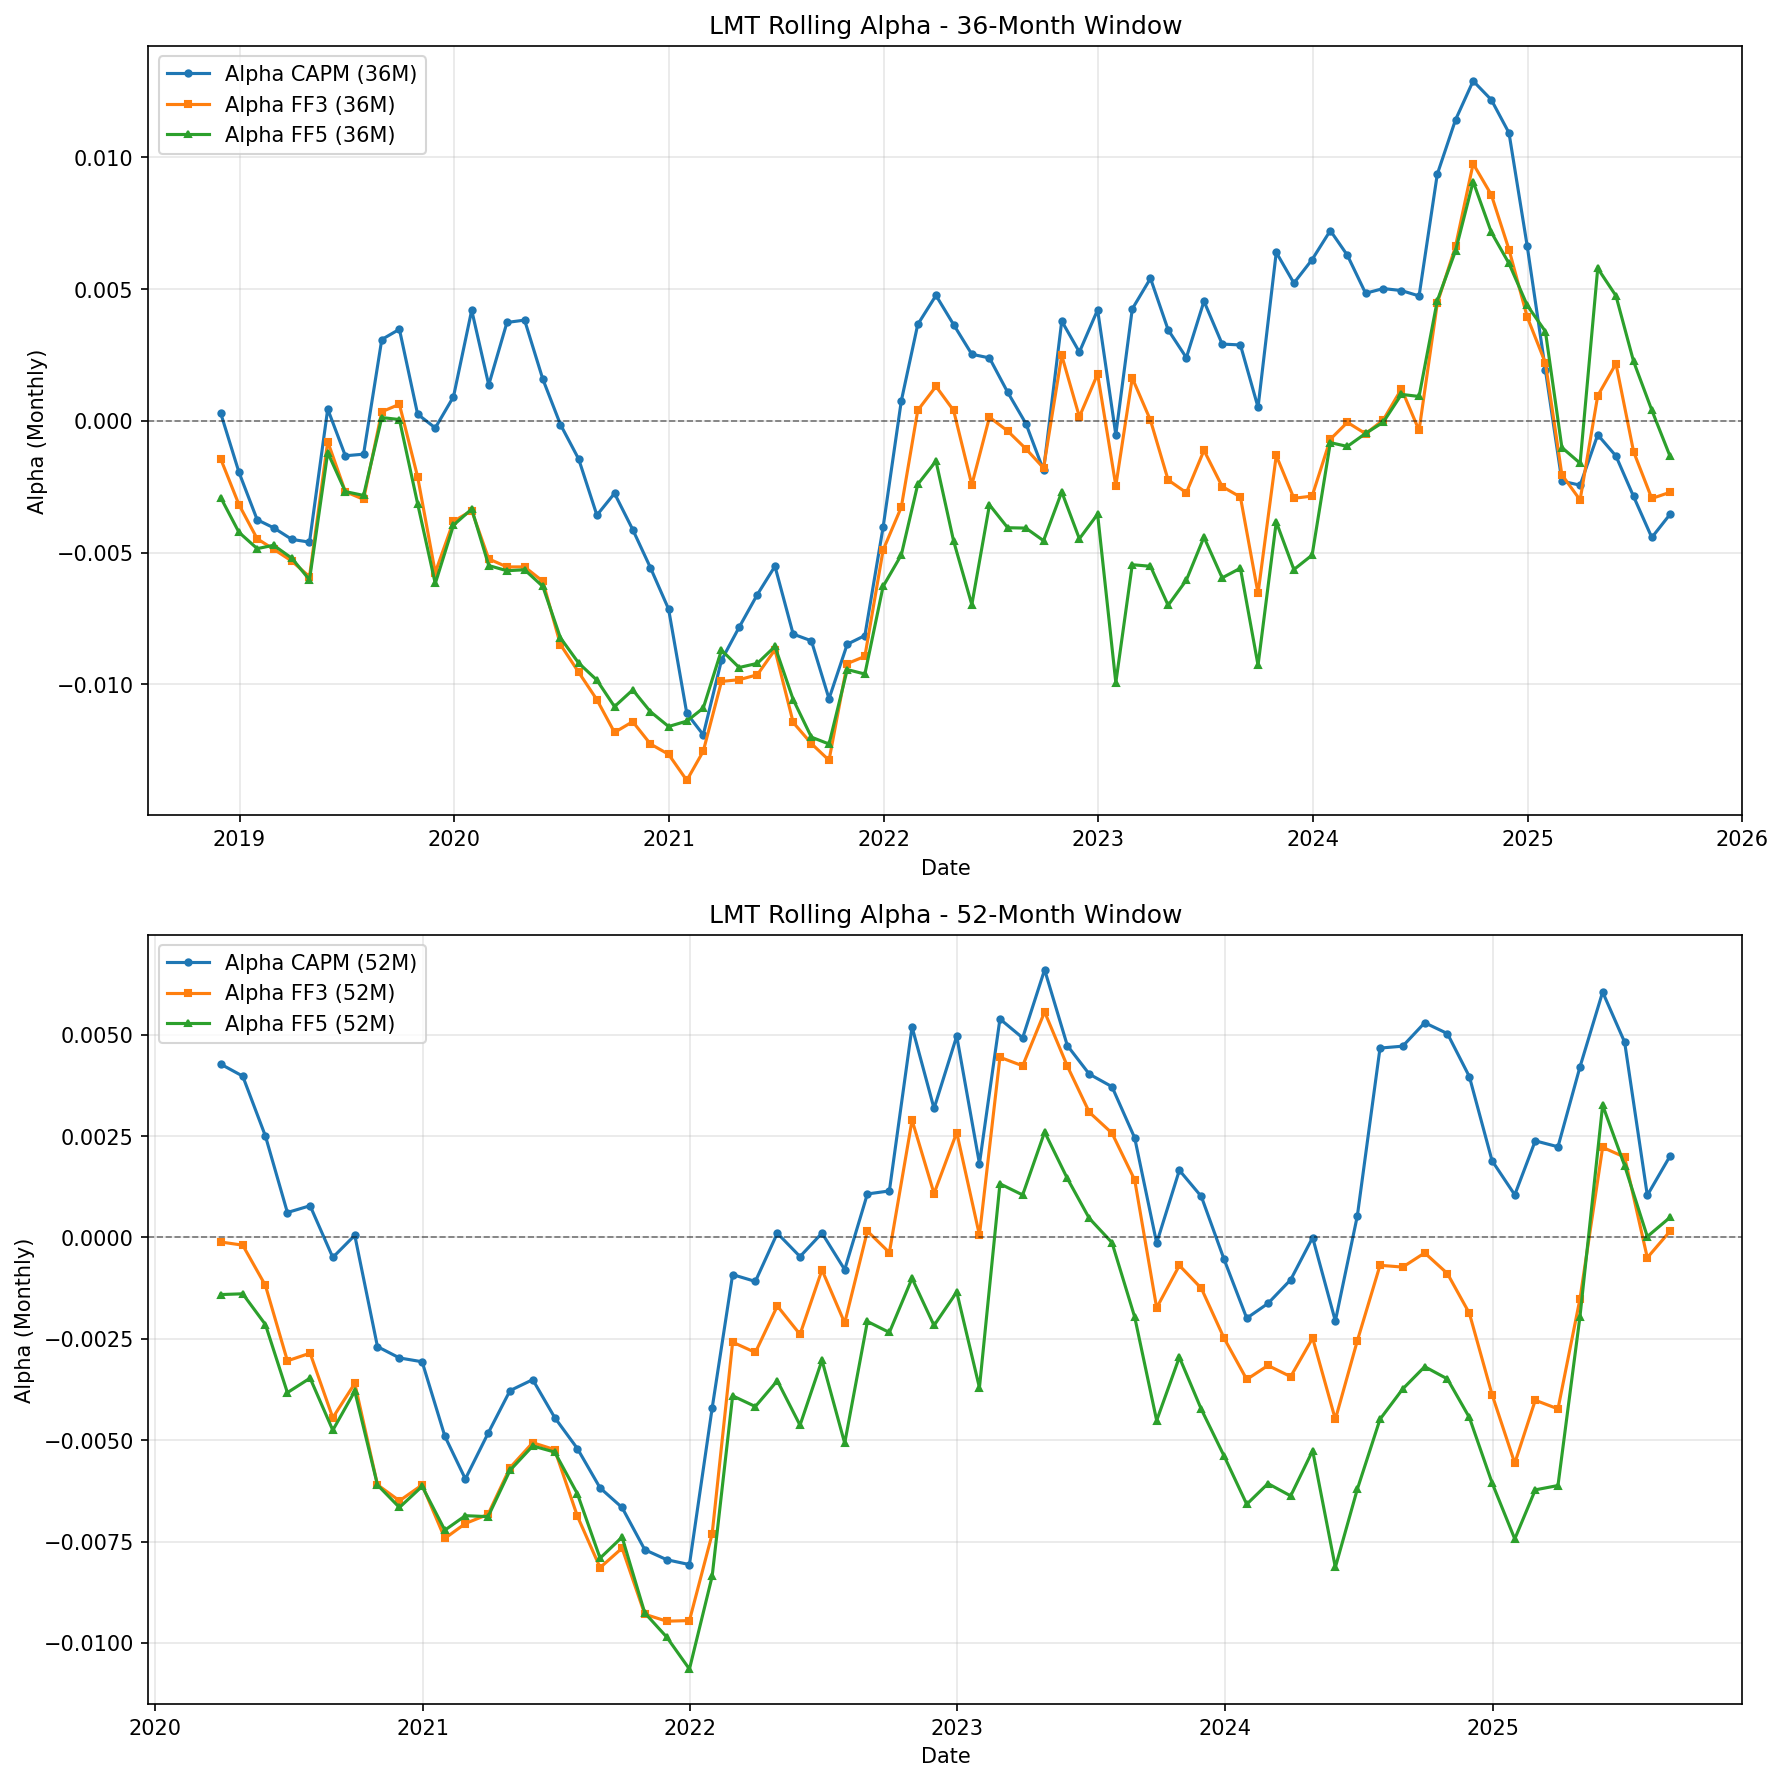 LMT Rolling Alpha - 36-Month Window
Alpha CAPM (36M)
Alpha FF3 (36M)
Alpha FF5 (36M)
0.010
0.005
0.000
−0.005
−0.010
Alpha (Monthly)
2019 2020 2021 2022 2023 2024 2025 2026
Date
LMT Rolling Alpha - 52-Month Window
Alpha CAPM (52M)
Alpha FF3 (52M)
Alpha FF5 (52M)
0.0050
0.0025
0.0000
−0.0025
−0.0050
−0.0075
−0.0100
Alpha (Monthly)
2020 2021 2022 2023 2024 2025
Date